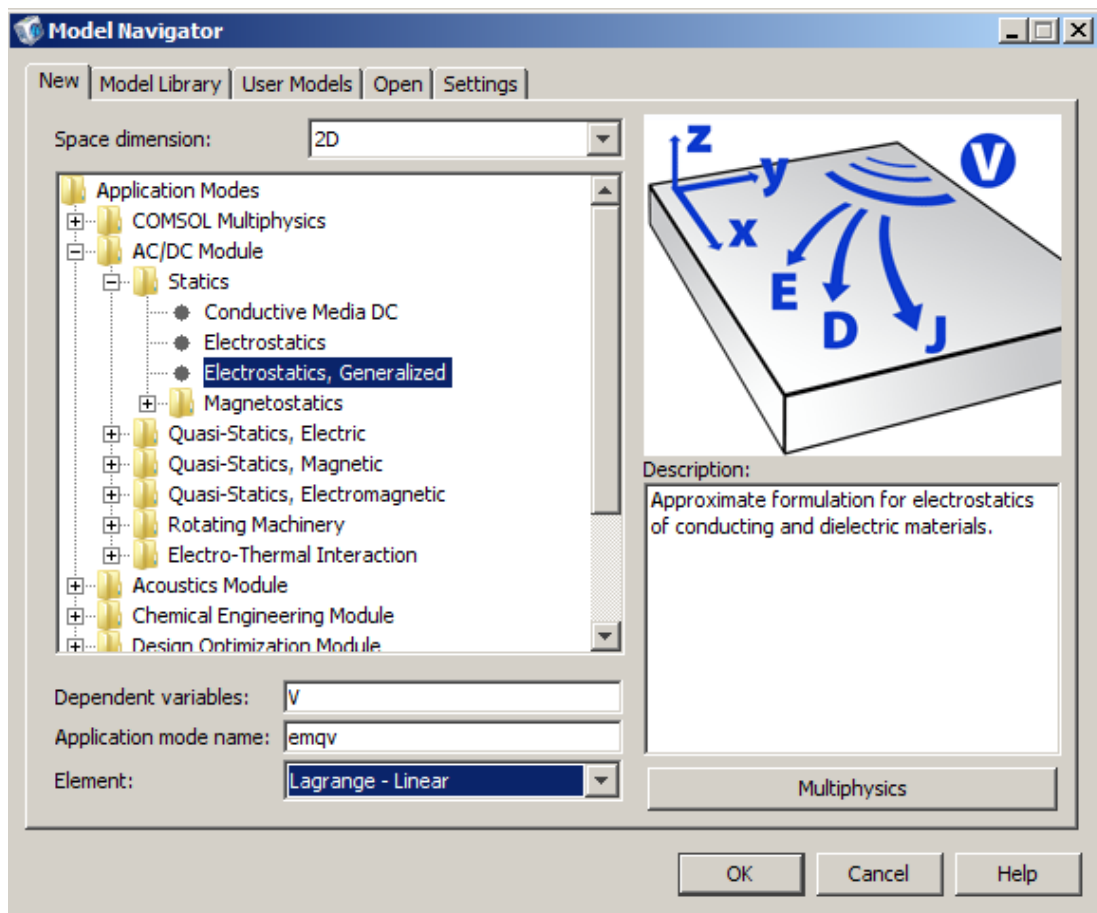 Model Navigator
New Model Library User Models Open Settings
Space dimension: 2D
Application Modes
COMSOL Multiphysics
AC/DC Module
Statics
Conductive Media DC
Electrostatics
Electrostatics, Generalized
Magnetostatics
Quasi-Statics, Electric
Quasi-Statics, Magnetic
Quasi-Statics, Electromagnetic
Rotating Machinery
Electro-Thermal Interaction
Acoustics Module
Chemical Engineering Module
Design Optimization Module
Dependent variables: V
Application mode name: emqv
Element: Lagrange - Linear
z
y
V
x
E
D
J
Description:
Approximate formulation for electrostatics
of conducting and dielectric materials.
Multiphysics
OK Cancel Help